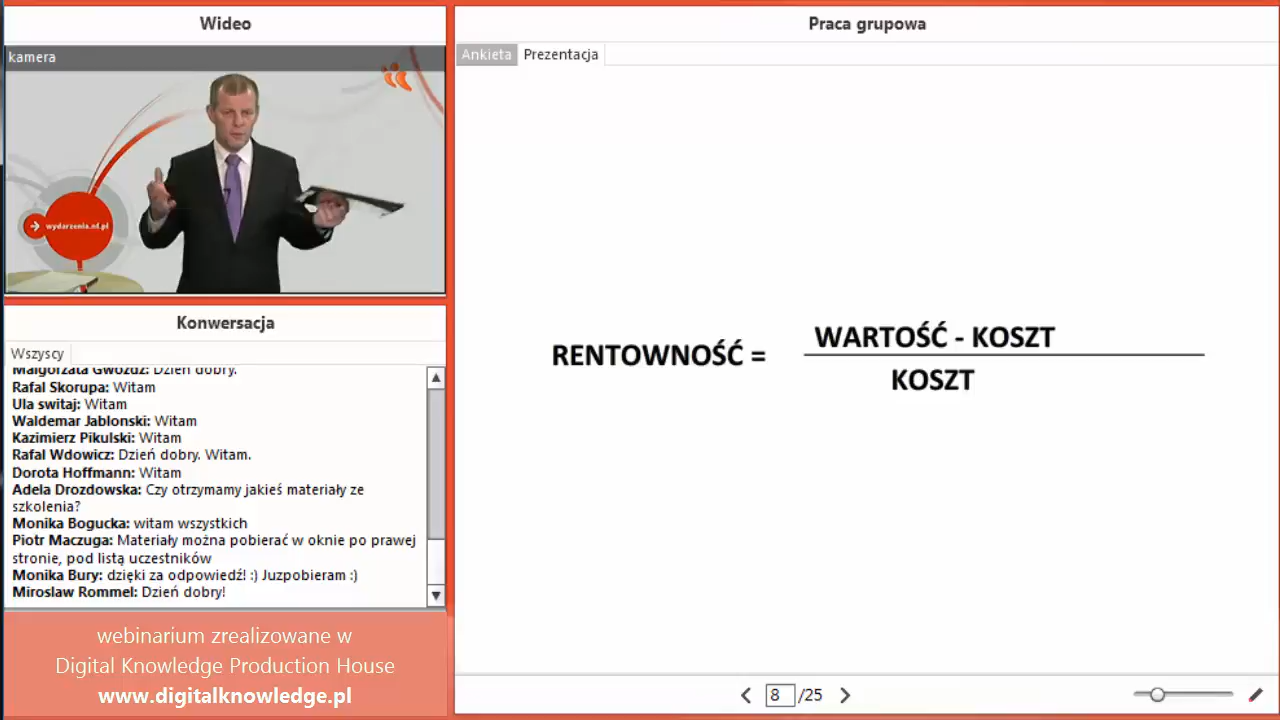 Wideo
kamera
wydarzenia.nf.pl
Konwersacja
Wszyscy
Malgorzata Gwozdz: Dzień dobry.
Rafal Skorupa: Witam
Ula switaj: Witam
Waldemar Jablonski: Witam
Kazimierz Pikulski: Witam
Rafal Wdowicz: Dzień dobry. Witam.
Dorota Hoffmann: Witam
Adela Drozdowska: Czy otrzymamy jakieś materiały ze
szkolenia?
Monika Bogucka: witam wszystkich
Piotr Maczuga: Materiały można pobierać w oknie po prawej
stronie, pod listą uczestników
Monika Bury: dzięki za odpowiedź! :) Juzpobieram :)
Miroslaw Rommel: Dzień dobry!
webinarium zrealizowane w
Digital Knowledge Production House
www.digitalknowledge.pl
Praca grupowa
Ankieta Prezentacja
RENTOWNOŚĆ = WARTOŚĆ - KOSZT
KOSZT
8 /25